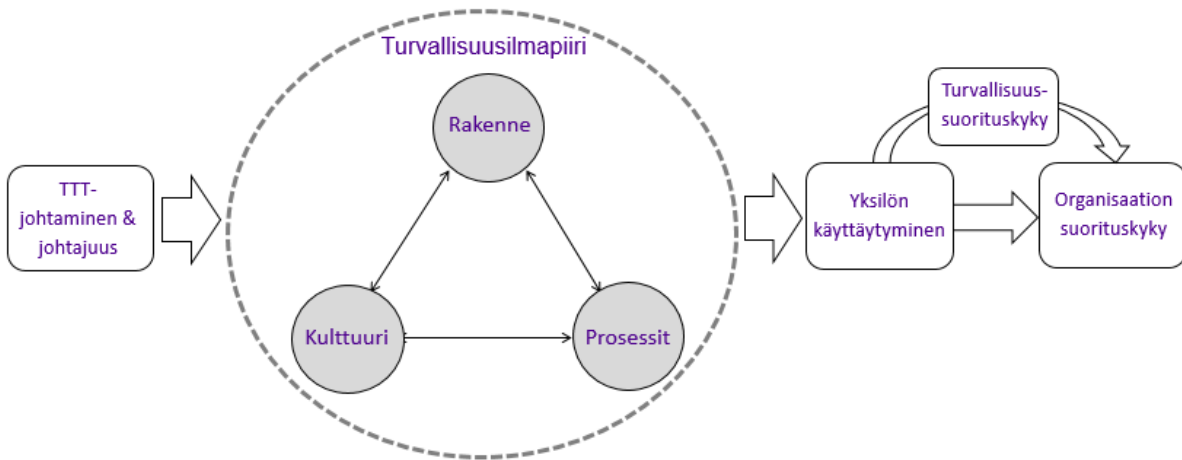 Turvallisuusilmapiiri
Rakenne
Kulttuuri
Prosessit
TTT-
johtaminen &
johtajuus
Turvallisuus-
suorituskyky
Yksilön
käyttäytyminen
Organisaation
suorituskyky